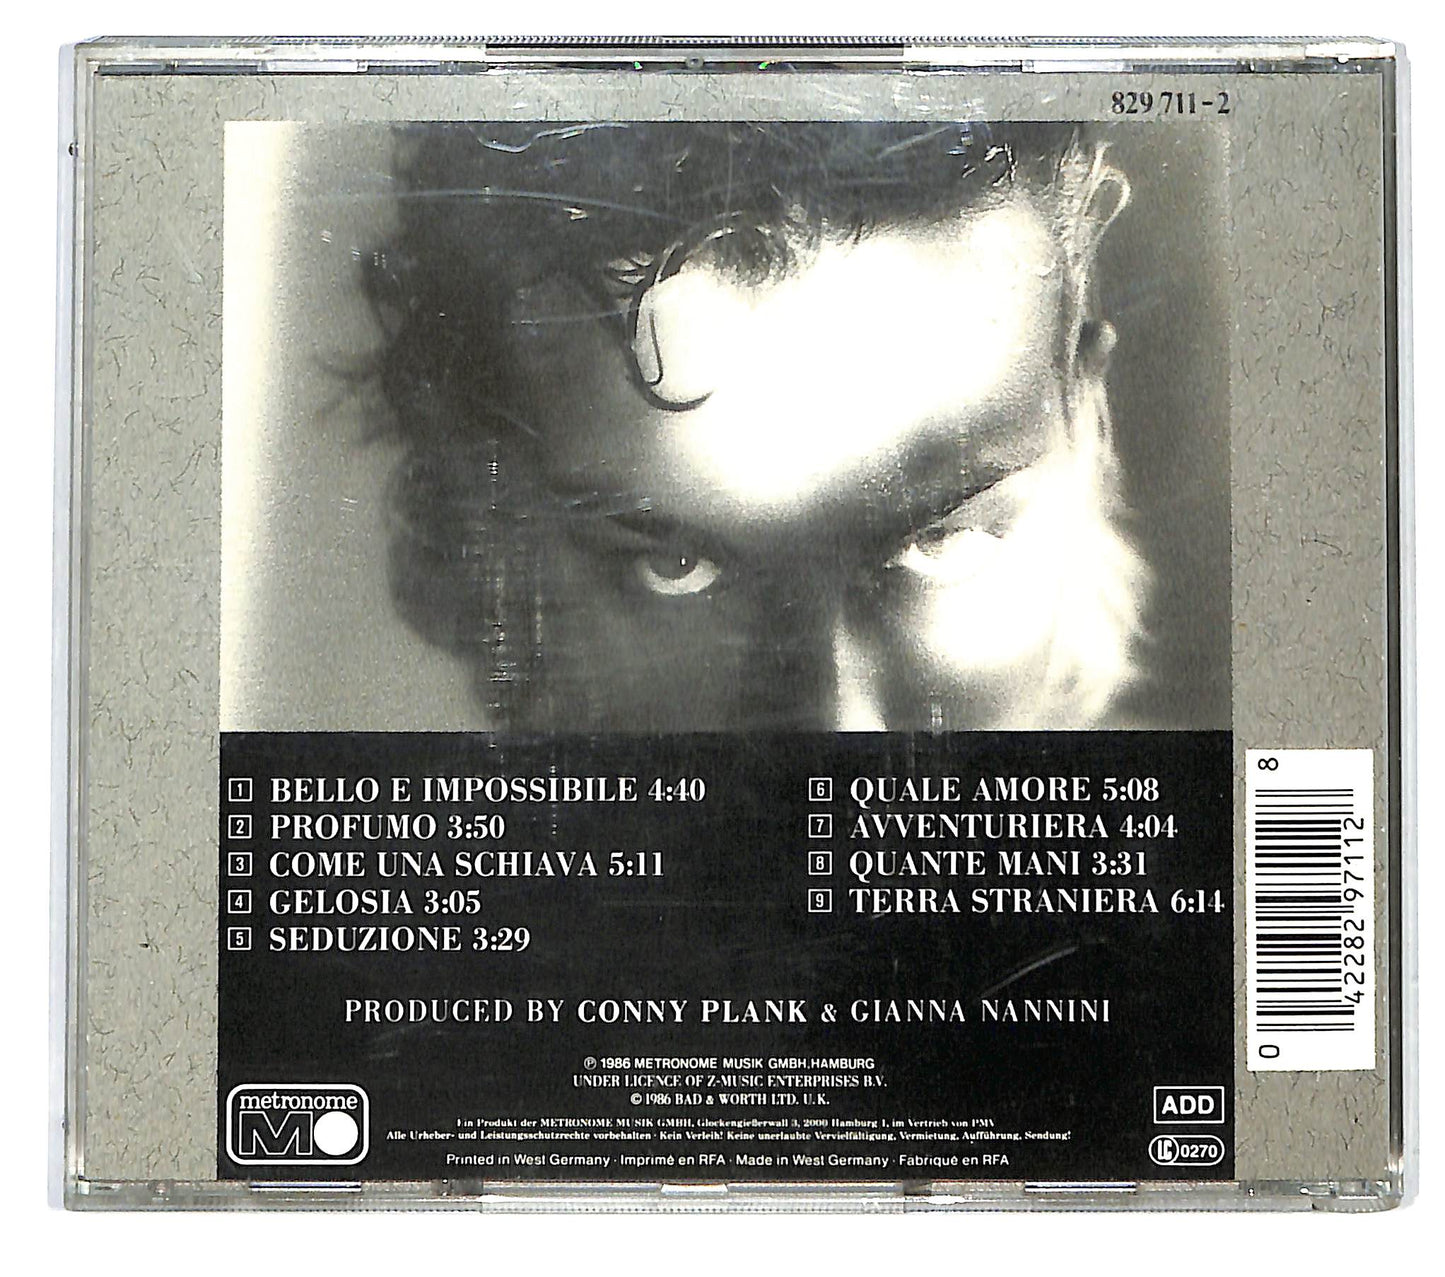 829 711-2
1 BELLO E IMPOSSIBILE 4:40
2 PROFUMO 3:50
3 COME UNA SCHIAVA 5:11
4 GELOSIA 3:05
5 SEDUZIONE 3:29
6 QUALE AMORE 5:08
7 AVVENTURIERA 4:04
8 QUANTE MANI 3:31
9 TERRA STRANIERA 6:14
PRODUCED BY CONNY PLANK & GIANNA NANNINI
℗ 1986 METRONOME MUSIK GMBH, HAMBURG
UNDER LICENCE OF Z-MUSIC ENTERPRISES B.V.
© 1986 BAD & WORTH LTD. U.K.
Ein Produkt der METRONOME MUSIK GMBH, Glockengießerwall 3, 2000 Hamburg 1, im Vertrieb von PMV
Alle Urheber- und Leistungsschutzrechte vorbehalten · Kein Verleih! Keine unerlaubte Vervielfältigung, Vermietung, Aufführung, Sendung!
Printed in West Germany · Imprimé en RFA · Made in West Germany · Fabriqué en RFA
metronome
M
ADD
LC 0270
0 42282 97112 8